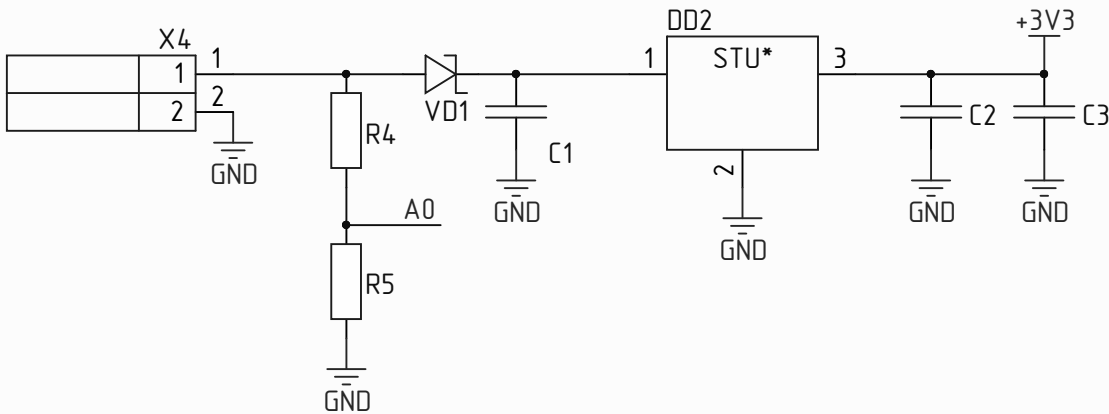 X4
1 1
2 2
GND
R4
A0
R5
GND
VD1
C1
GND
DD2
1 STU* 3
2
GND
+3V3
C2
GND
C3
GND